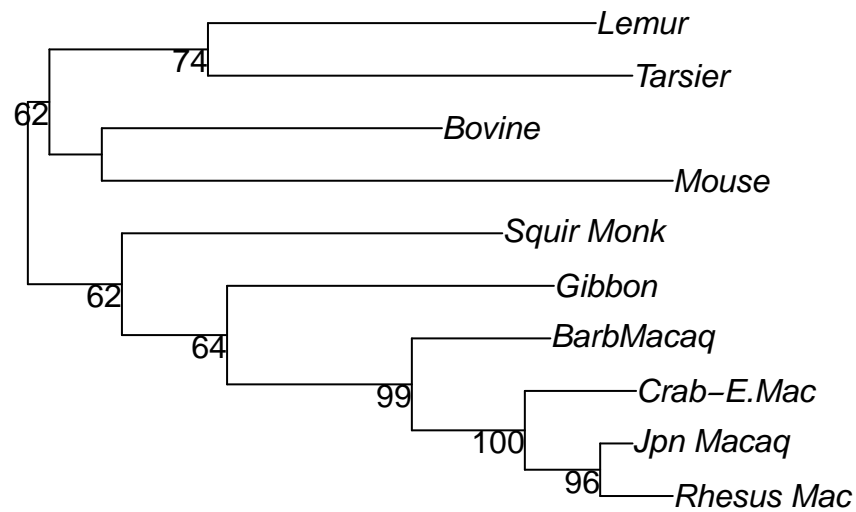 Lemur
74
Tarsier
62
Bovine
Mouse
Squir Monk
62
Gibbon
64
BarbMacaq
99
Crab−E.Mac
100
Jpn Macaq
96
Rhesus Mac